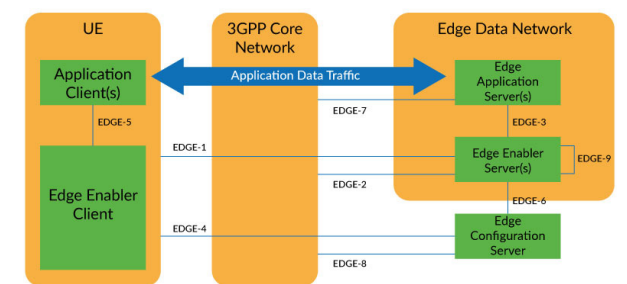 UE
3GPP Core
Network
Edge Data Network
Application
Client(s)
Application Data Traffic
Edge
Application
Server(s)
EDGE-7
EDGE-5
EDGE-3
EDGE-1
Edge Enabler
Server(s)
EDGE-9
EDGE-2
Edge Enabler
Client
EDGE-6
EDGE-4
Edge
Configuration
Server
EDGE-8